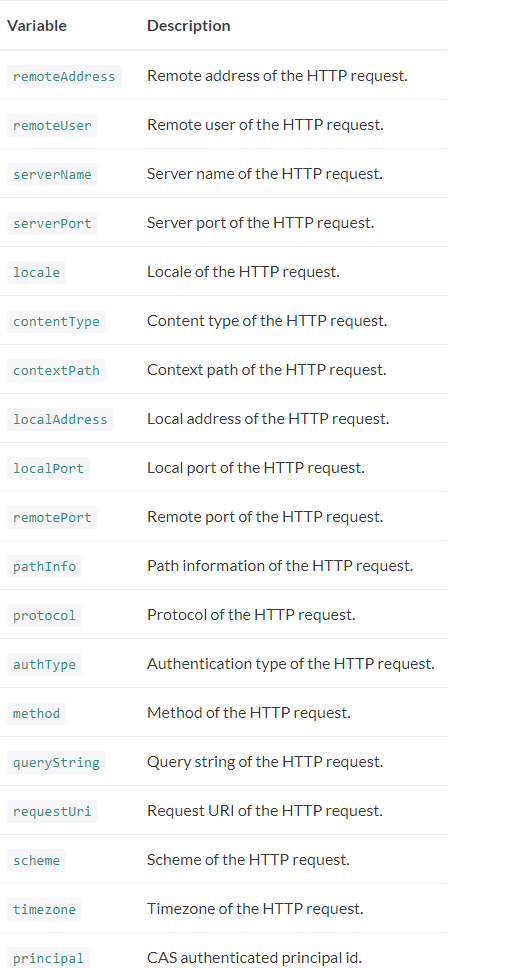 Variable Description
remoteAddress Remote address of the HTTP request.
remoteUser Remote user of the HTTP request.
serverName Server name of the HTTP request.
serverPort Server port of the HTTP request.
locale Locale of the HTTP request.
contentType Content type of the HTTP request.
contextPath Context path of the HTTP request.
localAddress Local address of the HTTP request.
localPort Local port of the HTTP request.
remotePort Remote port of the HTTP request.
pathInfo Path information of the HTTP request.
protocol Protocol of the HTTP request.
authType Authentication type of the HTTP request.
method Method of the HTTP request.
queryString Query string of the HTTP request.
requestUri Request URI of the HTTP request.
scheme Scheme of the HTTP request.
timezone Timezone of the HTTP request.
principal CAS authenticated principal id.